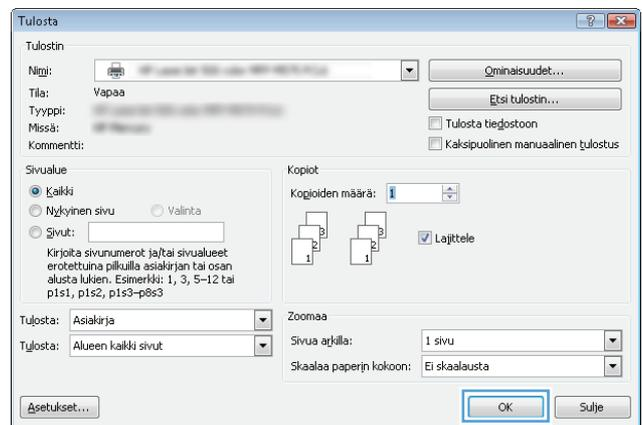 Tulosta
Tulostin
Nimi:
Ominaisuudet...
Tila: Vapaa
Etsi tulostin...
Tyyppi:
Missä:
Tulosta tiedostoon
Kommentti:
Kaksipuolinen manuaalinen tulostus
Sivualue
Kaikki
Nykyinen sivu Valinta
Sivut:
Kirjoita sivunumerot ja/tai sivualueet
erotettuina pilkuilla asiakirjan tai osan
alusta lukien. Esimerkki: 1, 3, 5–12 tai
p1s1, p1s2, p1s3–p8s3
Kopiot
Kopioiden määrä: 1
3 3
2 2
1 1
Lajittele
Tulosta: Asiakirja
Tulosta: Alueen kaikki sivut
Zoomaa
Sivua arkilla: 1 sivu
Skaalaa paperin kokoon: Ei skaalausta
Asetukset...
OK Sulje